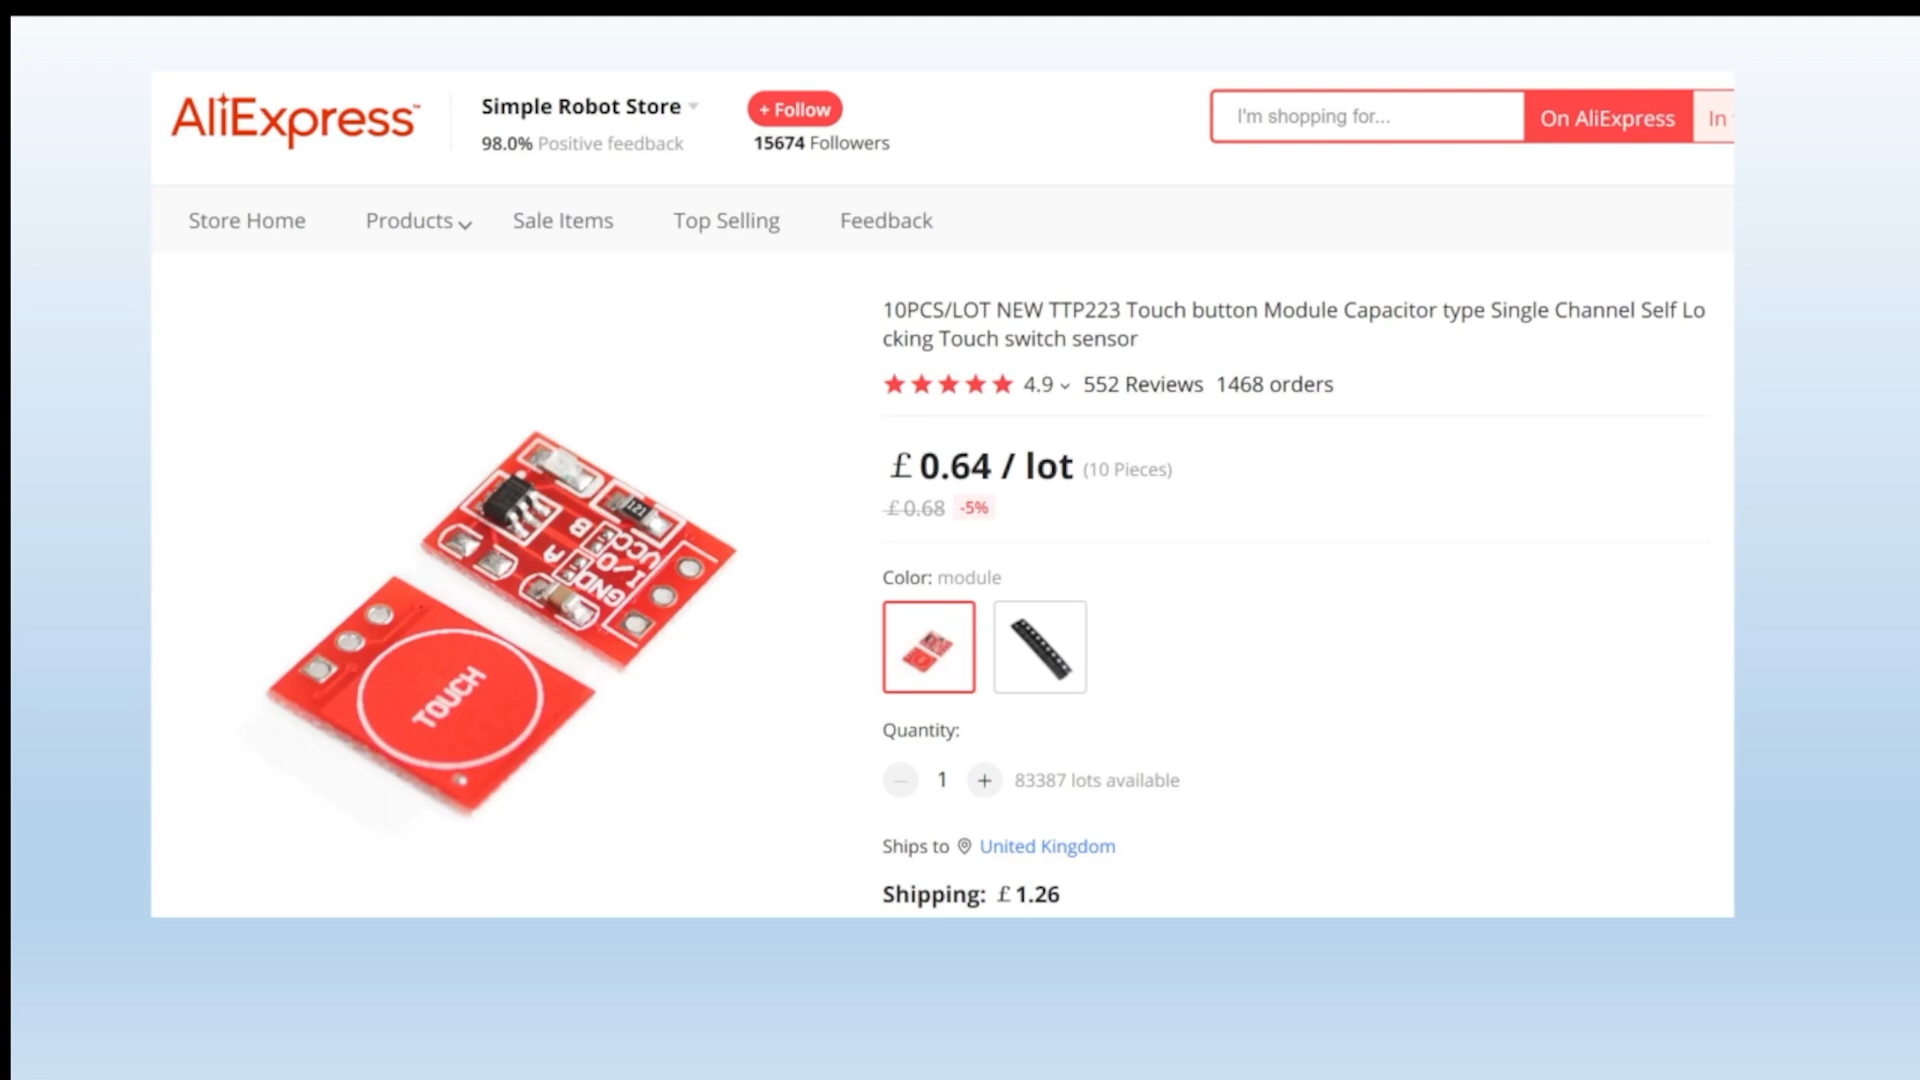 AliExpress™
Simple Robot Store
98.0% Positive feedback
+ Follow
15674 Followers
I'm shopping for...
On AliExpress
In
Store Home
Products
Sale Items
Top Selling
Feedback
10PCS/LOT NEW TTP223 Touch button Module Capacitor type Single Channel Self Lo
cking Touch switch sensor
4.9
552 Reviews
1468 orders
£0.64 / lot (10 Pieces)
£0.68 -5%
Color: module
Quantity:
− 1 + 83387 lots available
Ships to United Kingdom
Shipping: £1.26
121
B
A
VCC
I/O
GND
TOUCH